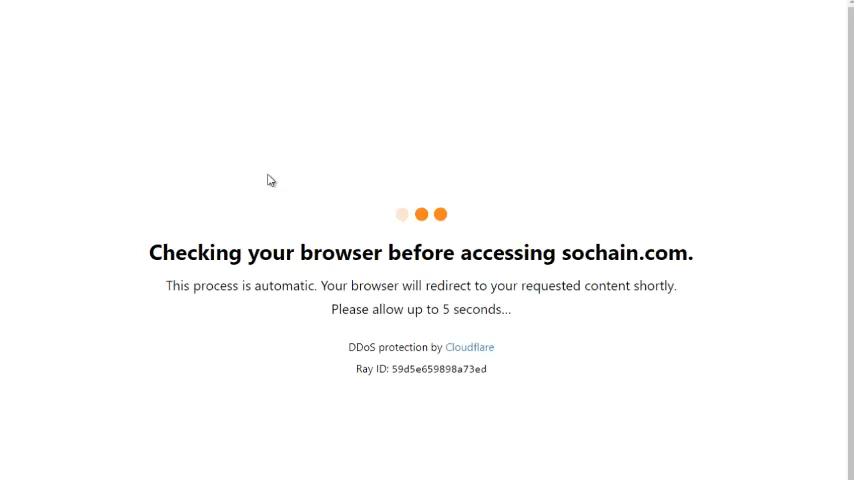 Checking your browser before accessing sochain.com.
This process is automatic. Your browser will redirect to your requested content shortly.
Please allow up to 5 seconds...
DDoS protection by Cloudflare
Ray ID: 59d5e659898a73ed